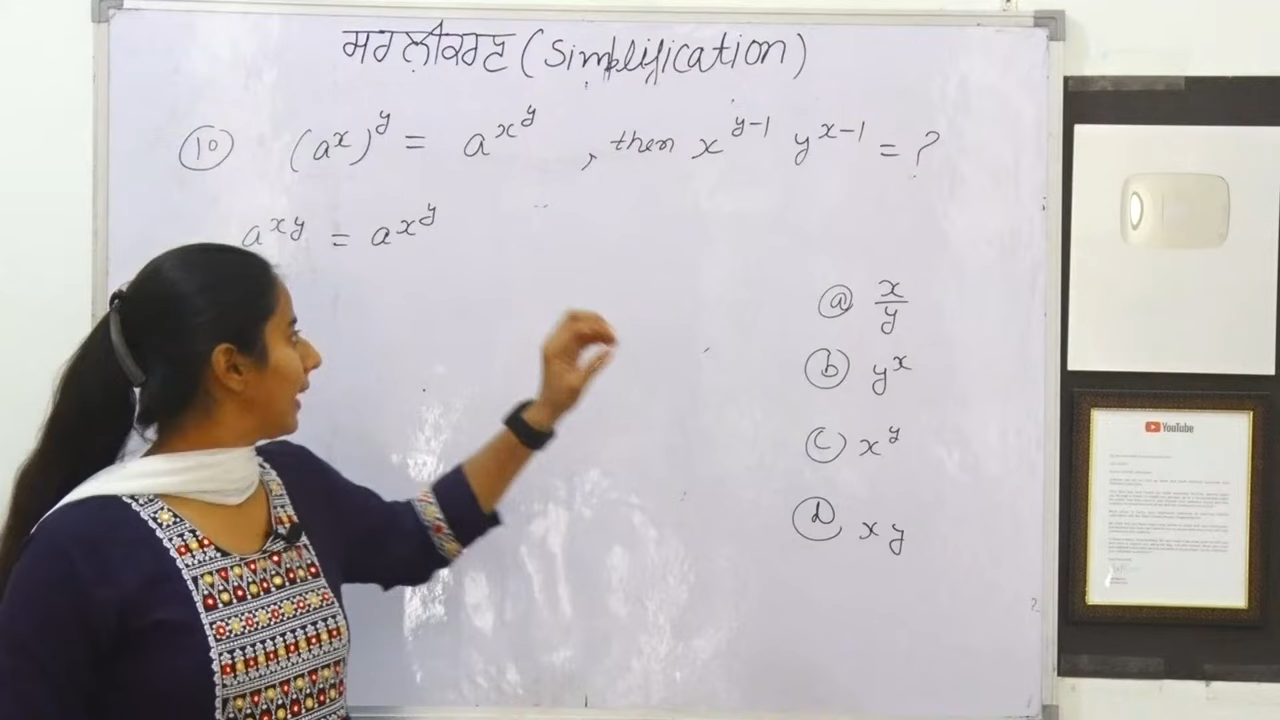 ਸਰਲੀਕਰਣ (Simplification)
10 (a^x)^y = a^{x^y}, then x^{y-1} y^{x-1} = ?
a^{xy} = a^{x^y}
a x/y
b y^x
c x^y
d xy
YouTube